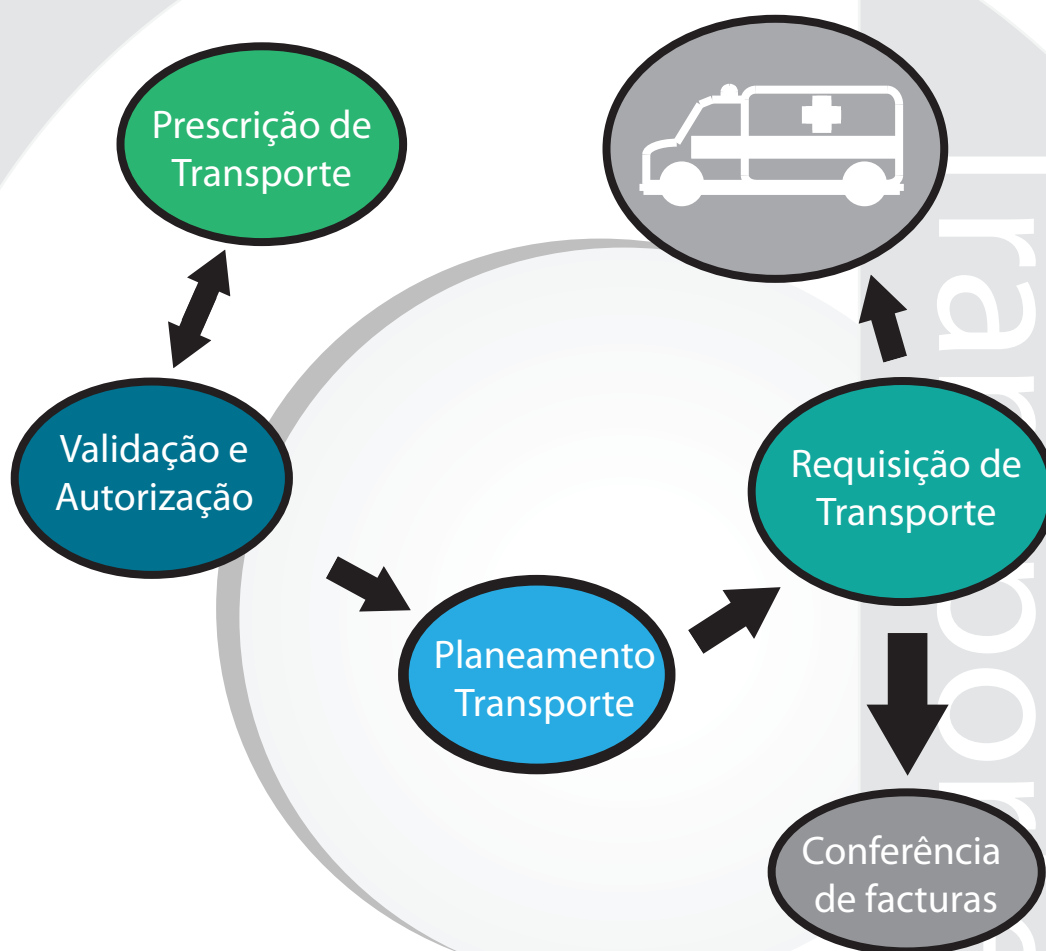 Prescrição de
Transporte
Validação e
Autorização
Planeamento
Transporte
Requisição de
Transporte
Conferência
de facturas